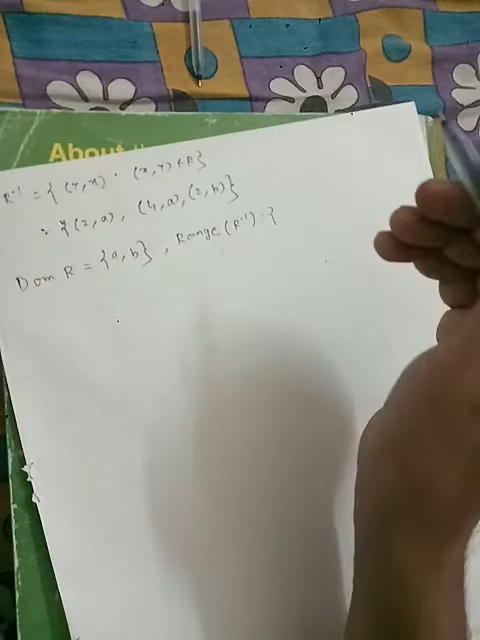 About
R⁻¹ = { (y, x) : (x, y) ∈ R}
: {(2, a), (4, a), (2, b)}
Dom R = {a, b}, Range (R⁻¹) : {